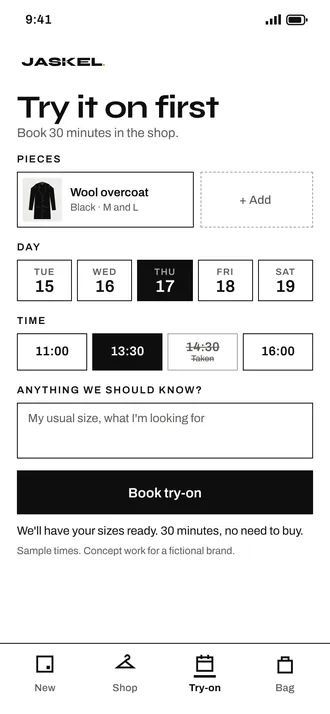 9:41
JASKEL.
Try it on first
Book 30 minutes in the shop.
PIECES
Wool overcoat
Black · M and L
+ Add
DAY
TUE WED THU FRI SAT
15 16 17 18 19
TIME
11:00 13:30 14:30 16:00
Taken
ANYTHING WE SHOULD KNOW?
My usual size, what I'm looking for
Book try-on
We'll have your sizes ready. 30 minutes, no need to buy.
Sample times. Concept work for a fictional brand.
New Shop Try-on Bag